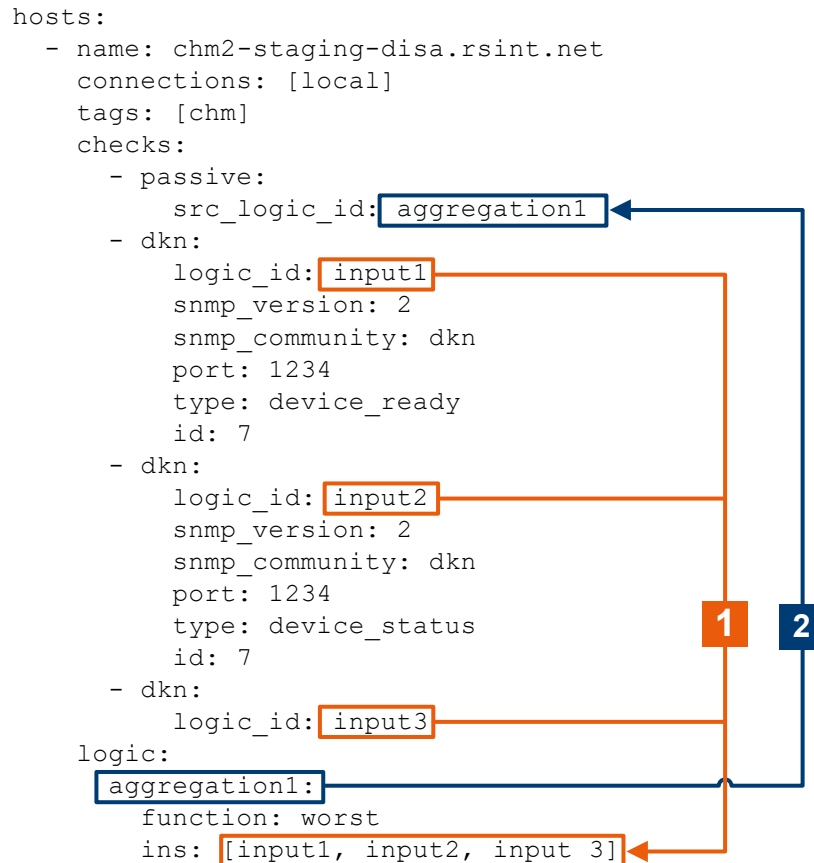 hosts:
  - name: chm2-staging-disa.rsint.net
    connections: [local]
    tags: [chm]
    checks:
      - passive:
          src_logic_id: aggregation1
      - dkn:
          logic_id: input1
          snmp_version: 2
          snmp_community: dkn
          port: 1234
          type: device_ready
          id: 7
      - dkn:
          logic_id: input2
          snmp_version: 2
          snmp_community: dkn
          port: 1234
          type: device_status
          id: 7
      - dkn:
          logic_id: input3
    logic:
      aggregation1:
        function: worst
        ins: [input1, input2, input 3]
1
2